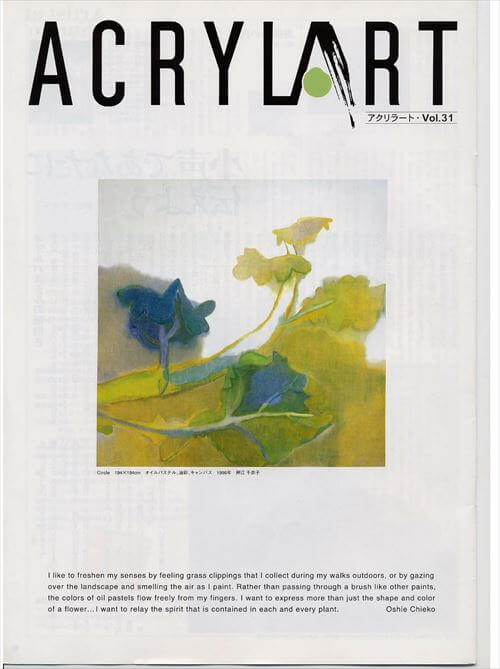 ACRYLART
アクリラート・Vol.31
Circle 194×194cm オイルパステル、油彩、キャンバス 1996年 押江 千衣子
I like to freshen my senses by feeling grass clippings that I collect during my walks outdoors, or by gazing
over the landscape and smelling the air as I paint. Rather than passing through a brush like other paints,
the colors of oil pastels flow freely from my fingers. I want to express more than just the shape and color
of a flower...I want to relay the spirit that is contained in each and every plant. Oshie Chieko